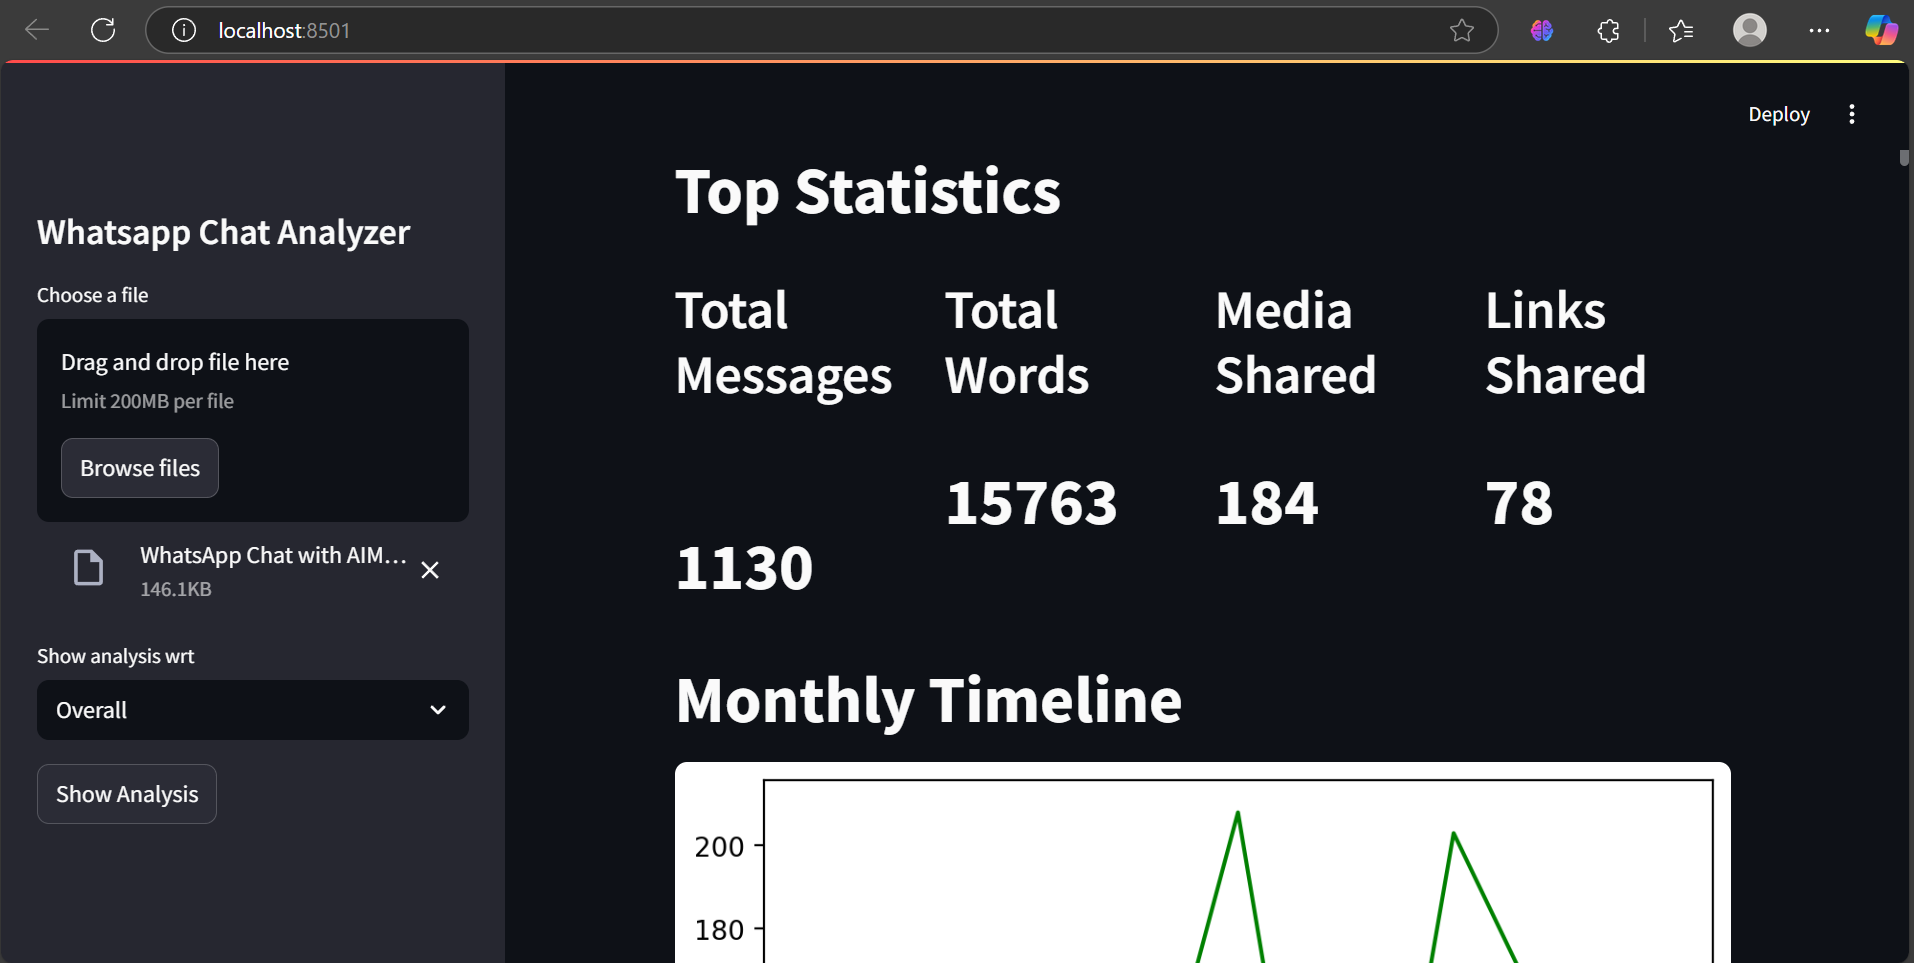 localhost:8501
Deploy
Whatsapp Chat Analyzer
Choose a file
Drag and drop file here
Limit 200MB per file
Browse files
WhatsApp Chat with AIM...
146.1KB
Show analysis wrt
Overall
Show Analysis
Top Statistics
Total
Messages
1130
Total
Words
15763
Media
Shared
184
Links
Shared
78
Monthly Timeline
200
180